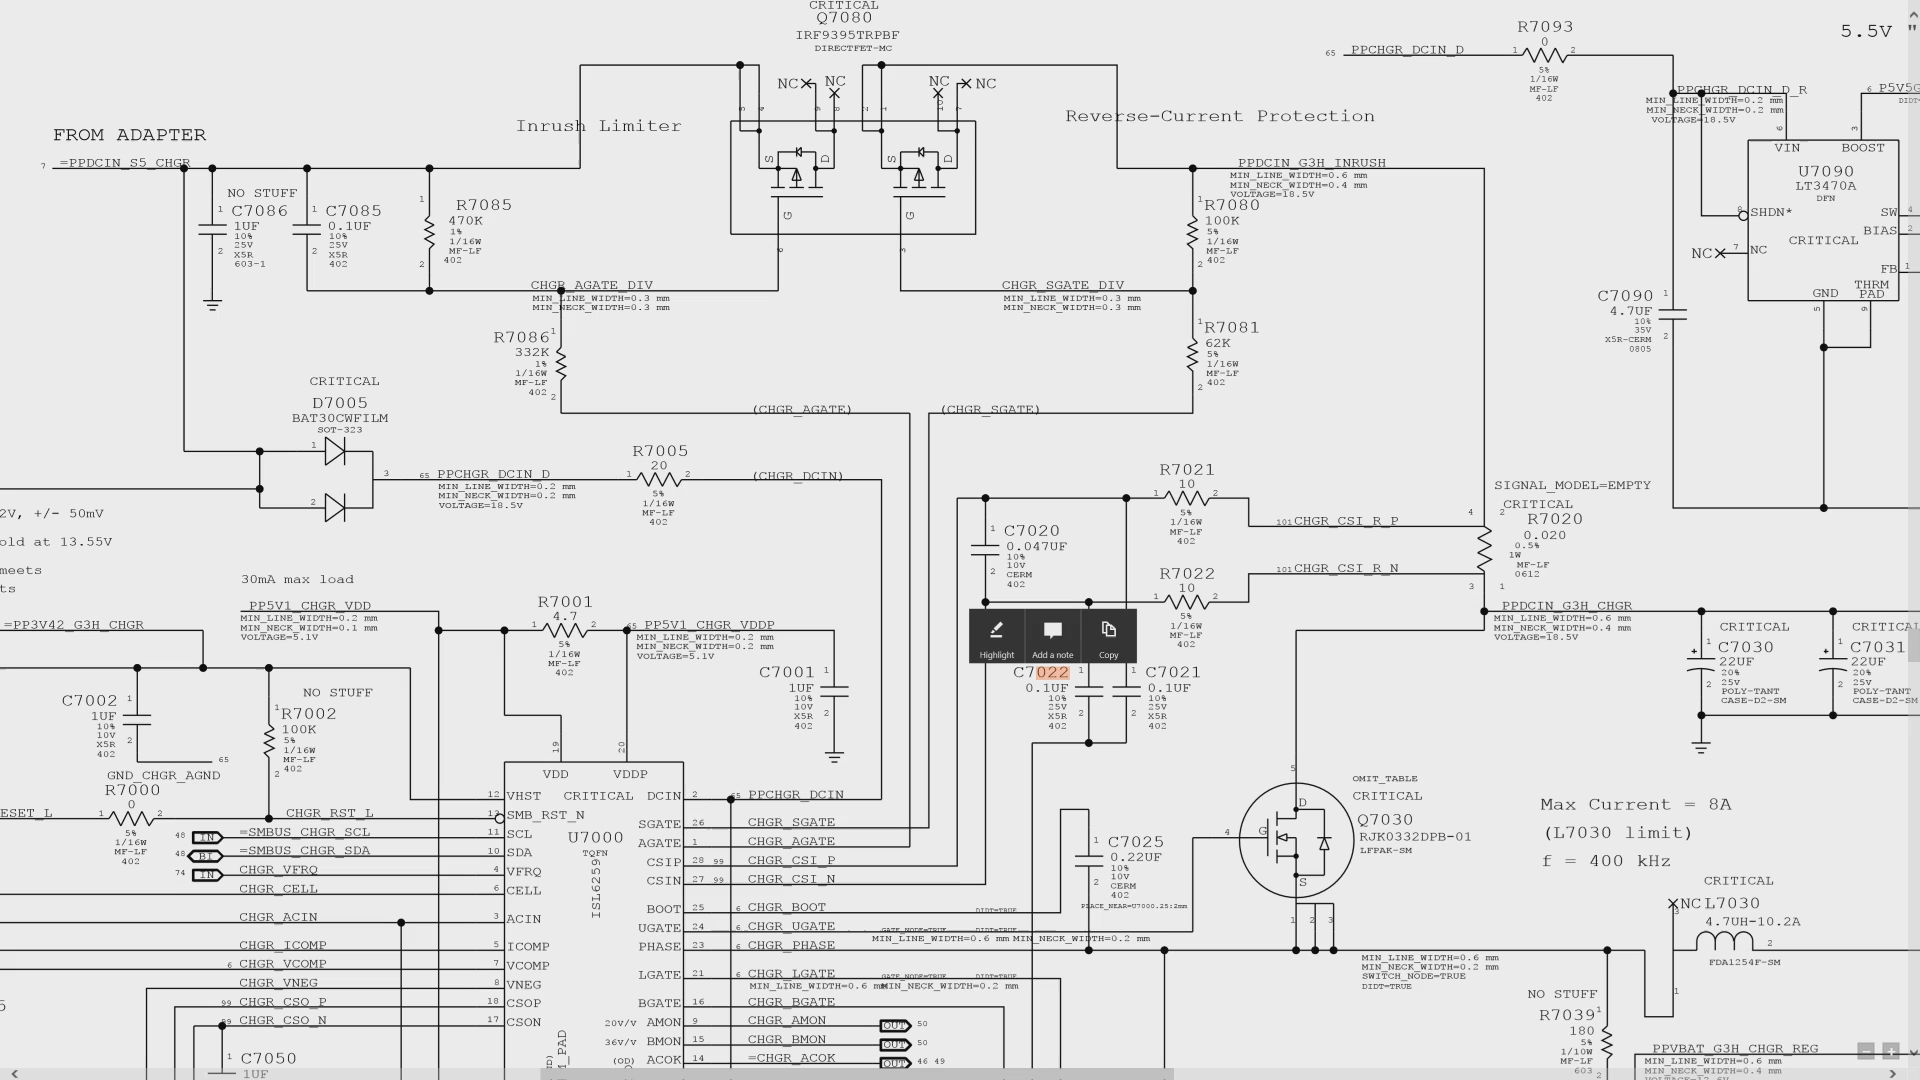 CRITICAL
Q7080
IRF9395TRPBF
DIRECTFET-MC
NC
NC
NC
NC
Inrush Limiter
Reverse-Current Protection
FROM ADAPTER
7 =PPDCIN_S5_CHGR
NO STUFF
C7086
1UF
10%
25V
X5R
603-1
C7085
0.1UF
10%
25V
X5R
402
R7085
470K
1%
1/16W
MF-LF
402
S
D
G
S
D
G
CHGR_AGATE_DIV
MIN_LINE_WIDTH=0.3 mm
MIN_NECK_WIDTH=0.3 mm
CHGR_SGATE_DIV
MIN_LINE_WIDTH=0.3 mm
MIN_NECK_WIDTH=0.3 mm
R7086
332K
1%
1/16W
MF-LF
402
PPDCIN_G3H_INRUSH
MIN_LINE_WIDTH=0.6 mm
MIN_NECK_WIDTH=0.4 mm
VOLTAGE=18.5V
R7080
100K
5%
1/16W
MF-LF
402
R7081
62K
5%
1/16W
MF-LF
402
(CHGR_AGATE)
(CHGR_SGATE)
65 PPCHGR_DCIN_D
R7093
0
5%
1/16W
MF-LF
402
5.5V "
PPCHGR_DCIN_D_R
MIN_LINE_WIDTH=0.2 mm
MIN_NECK_WIDTH=0.2 mm
VOLTAGE=18.5V
6 P5V5G
VIN
BOOST
U7090
LT3470A
DFN
SHDN*
SW
BIAS
CRITICAL
NC
7 NC
FB
GND
THRM
PAD
C7090
4.7UF
10%
35V
X5R-CERM
0805
CRITICAL
D7005
BAT30CWFILM
SOT-323
65 PPCHGR_DCIN_D
MIN_LINE_WIDTH=0.2 mm
MIN_NECK_WIDTH=0.2 mm
VOLTAGE=18.5V
R7005
20
5%
1/16W
MF-LF
402
(CHGR_DCIN)
2V, +/- 50mV
old at 13.55V
meets
ts
30mA max load
PP5V1_CHGR_VDD
MIN_LINE_WIDTH=0.2 mm
MIN_NECK_WIDTH=0.1 mm
VOLTAGE=5.1V
=PP3V42_G3H_CHGR
R7001
4.7
5%
1/16W
MF-LF
402
65 PP5V1_CHGR_VDDP
MIN_LINE_WIDTH=0.2 mm
MIN_NECK_WIDTH=0.2 mm
VOLTAGE=5.1V
C7001
1UF
10%
10V
X5R
402
C7002
1UF
10%
10V
X5R
402
NO STUFF
R7002
100K
5%
1/16W
MF-LF
402
65
GND_CHGR_AGND
R7000
0
5%
1/16W
MF-LF
402
ESET_L
CHGR_RST_L
48 IN =SMBUS_CHGR_SCL
48 BI =SMBUS_CHGR_SDA
74 IN CHGR_VFRQ
CHGR_CELL
CHGR_ACIN
CHGR_ICOMP
6 CHGR_VCOMP
CHGR_VNEG
99 CHGR_CSO_P
99 CHGR_CSO_N
C7050
1UF
19
20
VDD
VDDP
CRITICAL
U7000
TQFN
ISL6259
12 VHST
13 SMB_RST_N
11 SCL
10 SDA
4 VFRQ
6 CELL
3 ACIN
5 ICOMP
7 VCOMP
8 VNEG
18 CSOP
17 CSON
DCIN 2 65 PPCHGR_DCIN
SGATE 26 CHGR_SGATE
AGATE 1 CHGR_AGATE
CSIP 28 99 CHGR_CSI_P
CSIN 27 99 CHGR_CSI_N
BOOT 25 6 CHGR_BOOT DIDT=TRUE
UGATE 24 6 CHGR_UGATE GATE_NODE=TRUE DIDT=TRUE
MIN_LINE_WIDTH=0.6 mm MIN_NECK_WIDTH=0.2 mm
PHASE 23 6 CHGR_PHASE
LGATE 21 6 CHGR_LGATE GATE_NODE=TRUE DIDT=TRUE
MIN_LINE_WIDTH=0.6 mm MIN_NECK_WIDTH=0.2 mm
BGATE 16 CHGR_BGATE
20V/V AMON 9 CHGR_AMON OUT 50
36V/V BMON 15 CHGR_BMON OUT 50
(OD) ACOK 14 =CHGR_ACOK OUT 46 49
C7020
0.047UF
10%
10V
CERM
402
R7021
10
5%
1/16W
MF-LF
402
101 CHGR_CSI_R_P
R7022
10
5%
1/16W
MF-LF
402
101 CHGR_CSI_R_N
Highlight
Add a note
Copy
C7022
0.1UF
10%
25V
X5R
402
C7021
0.1UF
10%
25V
X5R
402
SIGNAL_MODEL=EMPTY
CRITICAL
R7020
0.020
0.5%
1W
MF-LF
0612
PPDCIN_G3H_CHGR
MIN_LINE_WIDTH=0.6 mm
MIN_NECK_WIDTH=0.4 mm
VOLTAGE=18.5V
CRITICAL
C7030
22UF
20%
25V
POLY-TANT
CASE-D2-SM
CRITICAL
C7031
22UF
20%
25V
POLY-TANT
CASE-D2-SM
C7025
0.22UF
10%
10V
CERM
402
PLACE_NEAR=U7000.25:2mm
OMIT_TABLE
CRITICAL
Q7030
RJK0332DPB-01
LFPAK-SM
D
G
S
Max Current = 8A
(L7030 limit)
f = 400 kHz
CRITICAL
NC L7030
4.7UH-10.2A
FDA1254F-SM
MIN_LINE_WIDTH=0.6 mm
MIN_NECK_WIDTH=0.2 mm
SWITCH_NODE=TRUE
DIDT=TRUE
NO STUFF
R7039
180
5%
1/10W
MF-LF
603
PPVBAT_G3H_CHGR_REG
MIN_LINE_WIDTH=0.6 mm
MIN_NECK_WIDTH=0.4 mm